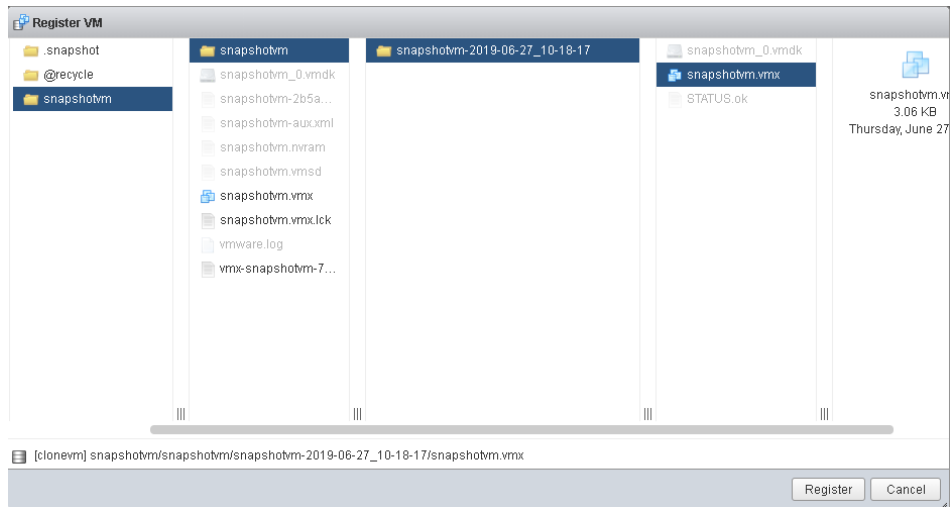 Register VM
.snapshot
@recycle
snapshotvm
snapshotvm
snapshotvm_0.vmdk
snapshotvm-2b5a...
snapshotvm-aux.xml
snapshotvm.nvram
snapshotvm.vmsd
snapshotvm.vmx
snapshotvm.vmx.lck
vmware.log
vmx-snapshotvm-7...
snapshotvm-2019-06-27_10-18-17
snapshotvm_0.vmdk
snapshotvm.vmx
STATUS.ok
snapshotvm.vm
3.06 KB
Thursday, June 27
[clonevm] snapshotvm/snapshotvm/snapshotvm-2019-06-27_10-18-17/snapshotvm.vmx
Register
Cancel